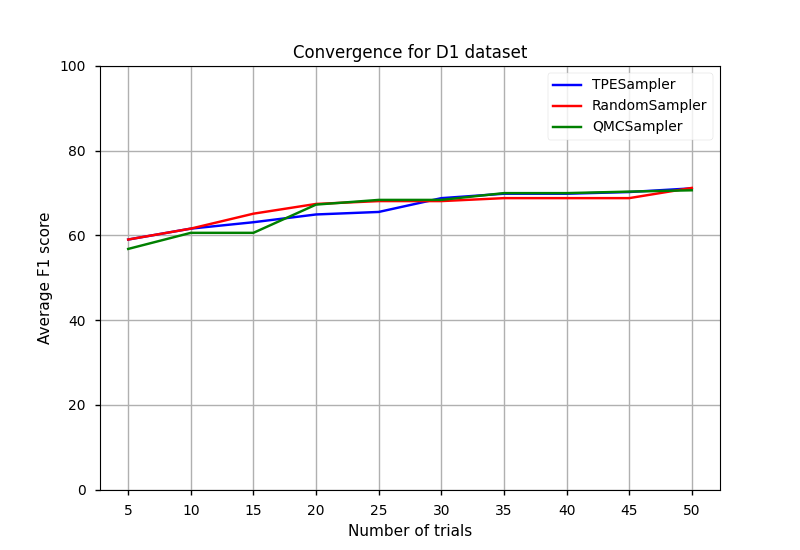 Convergence for D1 dataset
TPESampler
RandomSampler
QMCSampler
Average F1 score
100
80
60
40
20
0
5 10 15 20 25 30 35 40 45 50
Number of trials